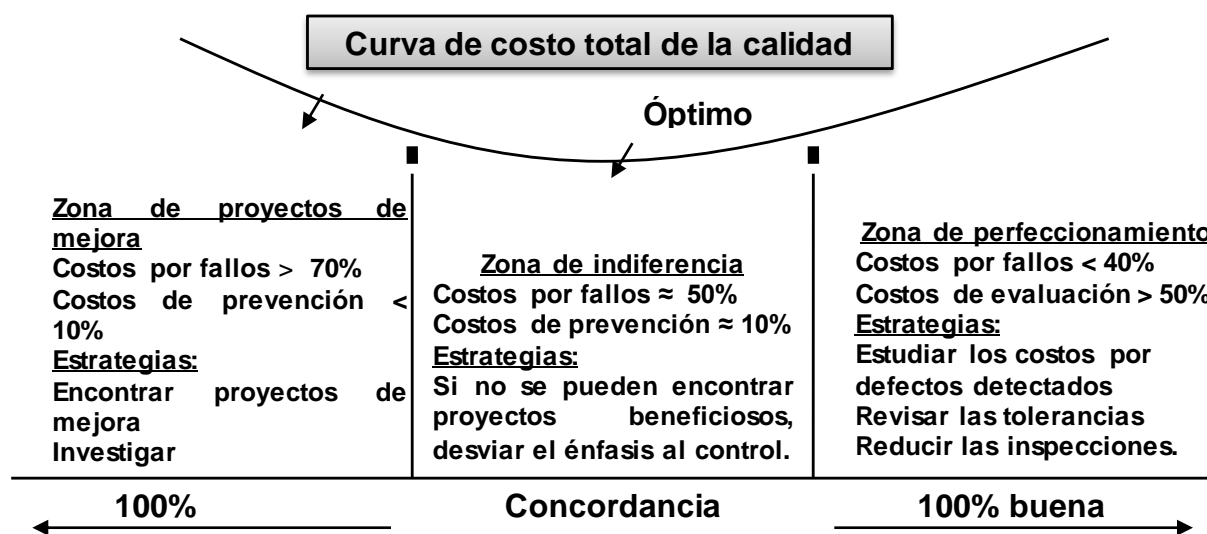 Curva de costo total de la calidad
Óptimo
Zona de proyectos de
mejora
Costos por fallos > 70%
Costos de prevención <
10%
Estrategias:
Encontrar proyectos de
mejora
Investigar
Zona de indiferencia
Costos por fallos ≈ 50%
Costos de prevención ≈ 10%
Estrategias:
Si no se pueden encontrar
proyectos beneficiosos,
desviar el énfasis al control.
Zona de perfeccionamiento
Costos por fallos < 40%
Costos de evaluación > 50%
Estrategias:
Estudiar los costos por
defectos detectados
Revisar las tolerancias
Reducir las inspecciones.
100%
Concordancia
100% buena